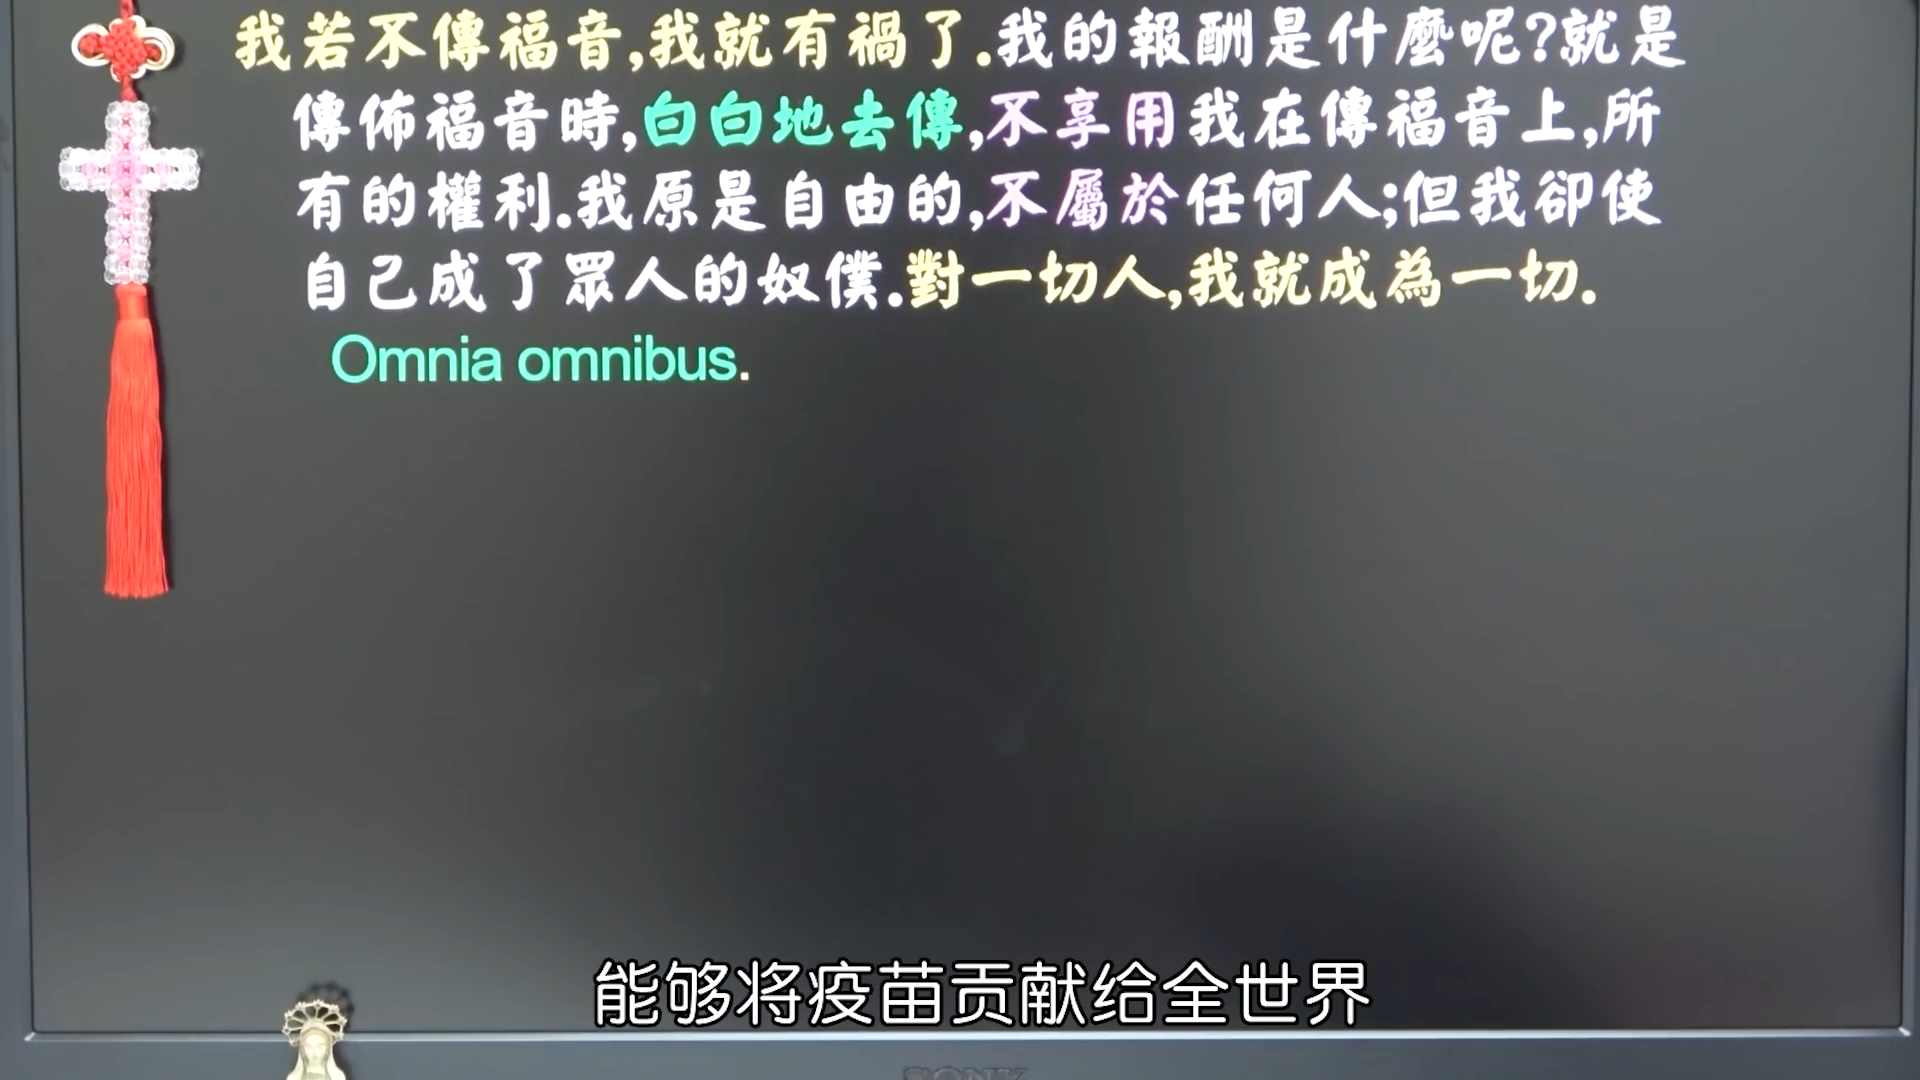 我若不傳福音,我就有禍了.我的報酬是什麼呢?就是
傳佈福音時,白白地去傳,不享用我在傳福音上,所
有的權利.我原是自由的,不屬於任何人;但我卻使
自己成了眾人的奴僕.對一切人,我就成為一切.
Omnia omnibus.
能够将疫苗贡献给全世界
SONY